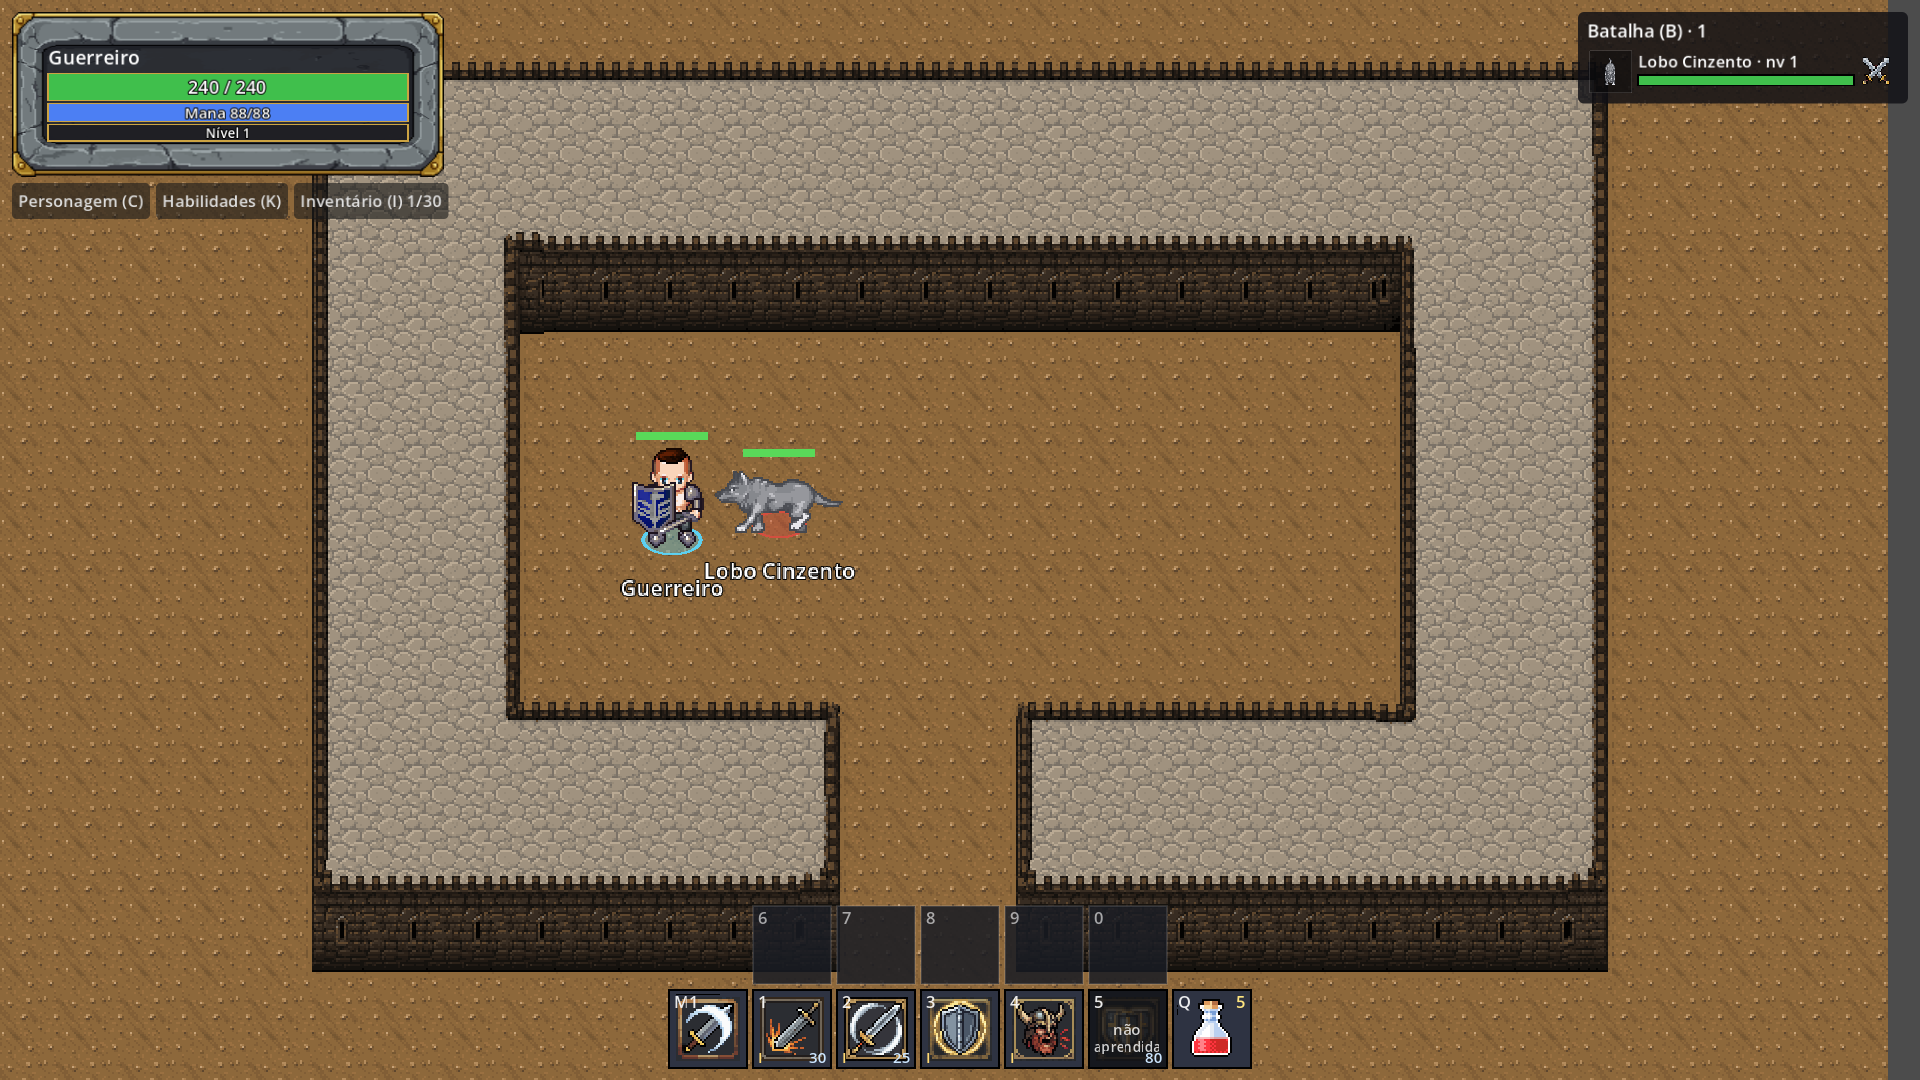 Guerreiro
240 / 240
Mana 88/88
Nível 1
Personagem (C)
Habilidades (K)
Inventário (I) 1/30
Batalha (B) · 1
Lobo Cinzento · nv 1
Lobo Cinzento
Guerreiro
6
7
8
9
0
M1
1
I
30
2
I
25
3
I
4
I
5
não
aprendida
80
Q
5